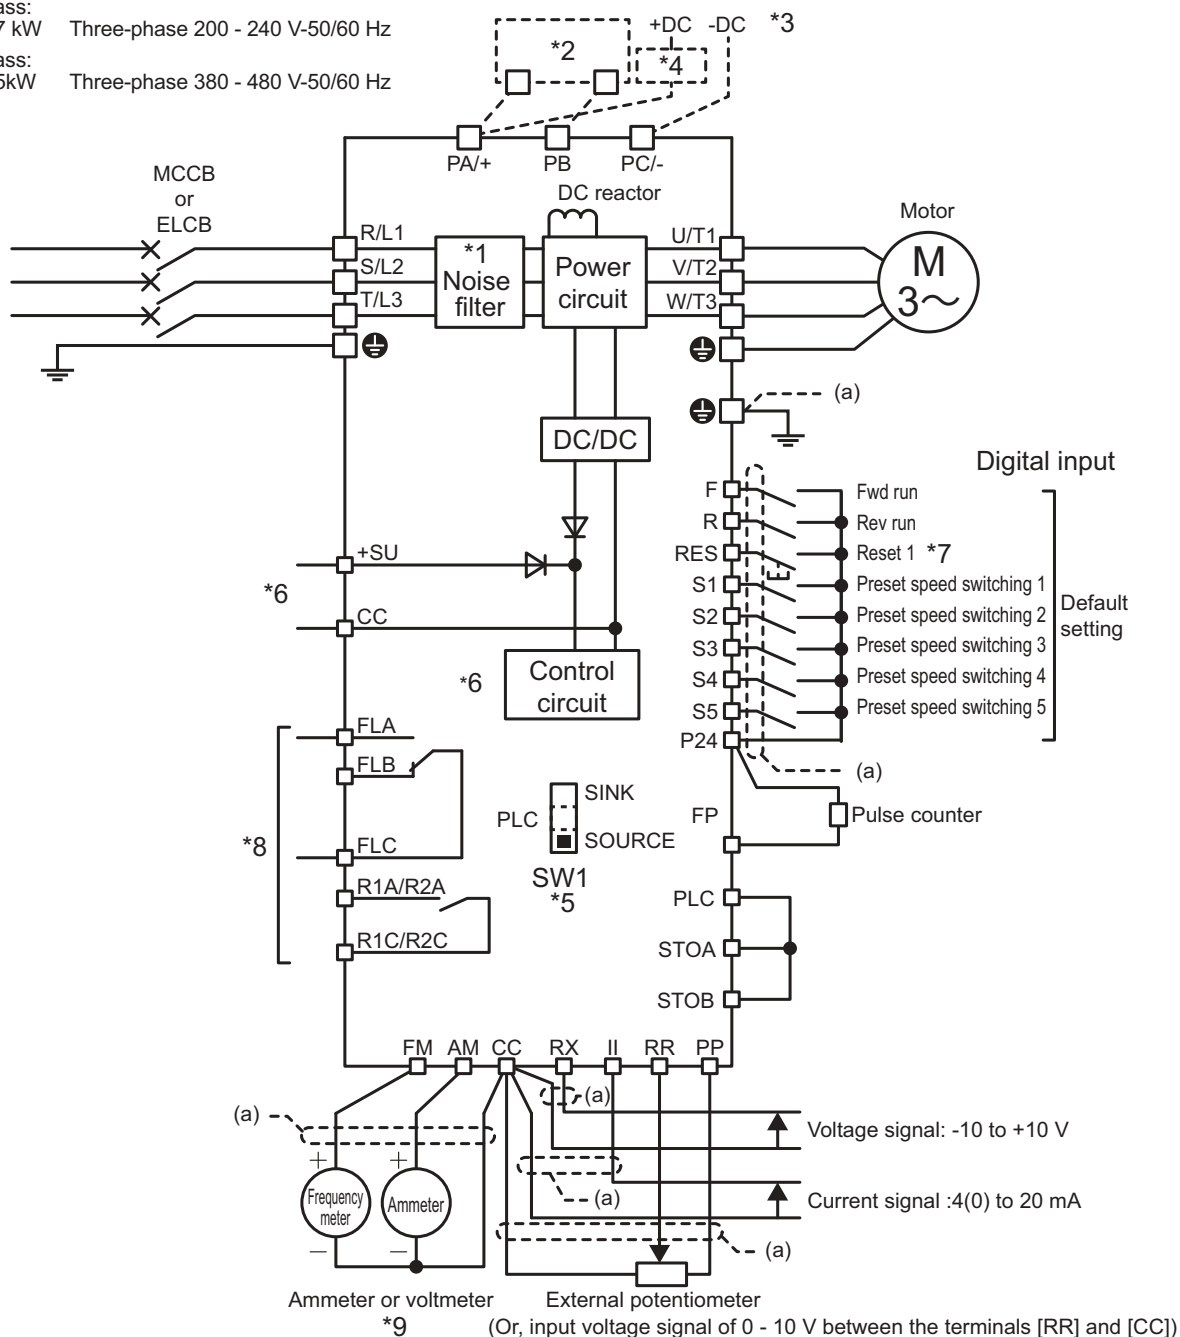 ass:
7 kW Three-phase 200 - 240 V-50/60 Hz
ass:
5kW Three-phase 380 - 480 V-50/60 Hz
*2
+DC -DC *3
*4
PA/+ PB PC/-
DC reactor
MCCB
or
ELCB
R/L1
S/L2
T/L3
*1
Noise
filter
Power
circuit
U/T1
V/T2
W/T3
Motor
M
3～
(a)
DC/DC
Digital input
F Fwd run
R Rev run
RES Reset 1 *7
S1 Preset speed switching 1
S2 Preset speed switching 2
S3 Preset speed switching 3
S4 Preset speed switching 4
S5 Preset speed switching 5
P24
Default
setting
(a)
+SU
*6
CC
*6
Control
circuit
FLA
FLB
FLC
*8
R1A/R2A
R1C/R2C
SINK
PLC
SOURCE
SW1
*5
FP
Pulse counter
PLC
STOA
STOB
FM AM CC RX II RR PP
(a)
(a)
Voltage signal: -10 to +10 V
+ +
Frequency
meter
Ammeter
− −
(a)
Current signal :4(0) to 20 mA
(a)
Ammeter or voltmeter
*9
External potentiometer
(Or, input voltage signal of 0 - 10 V between the terminals [RR] and [CC])